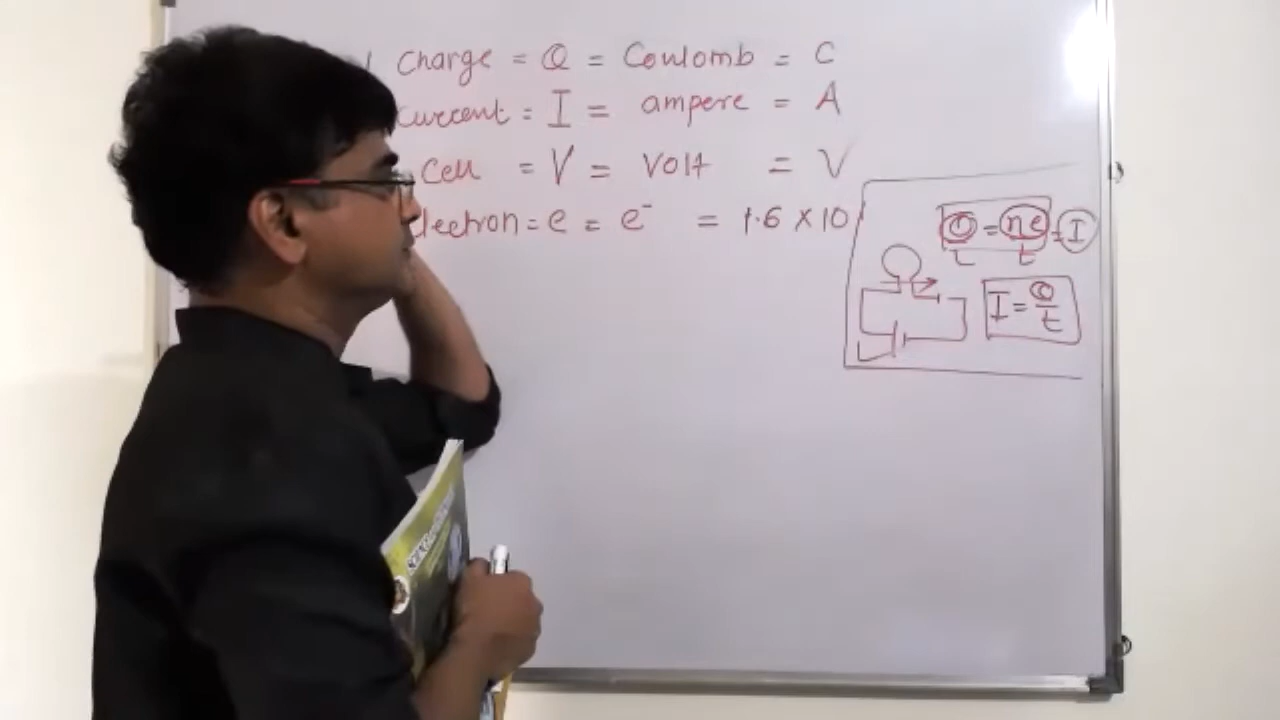 Charge = Q = Coulomb = C
Current = I = ampere = A
Cell = V = Volt = V
electron = e = e⁻ = 1.6 × 10
Q/t = ne/t = I
I = Q/t